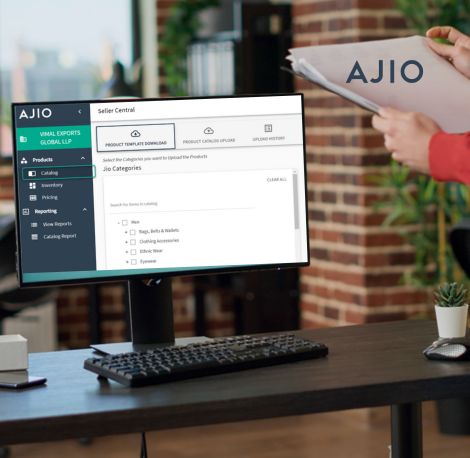 AJIO
AJIO
<
Seller Central
VIMAL EXPORTS
GLOBAL LLP
Products
Catalog
Inventory
Pricing
Reporting
View Reports
Catalog Report
PRODUCT TEMPLATE DOWNLOAD
PRODUCT CATALOG UPLOAD
UPLOAD HISTORY
Select the Categories you want to Upload the Products
Jio Categories
CLEAR ALL
Search for items in catalog
- Men
+ Bags, Belts & Wallets
+ Clothing Accessories
+ Ethnic Wear
+ Eyewear